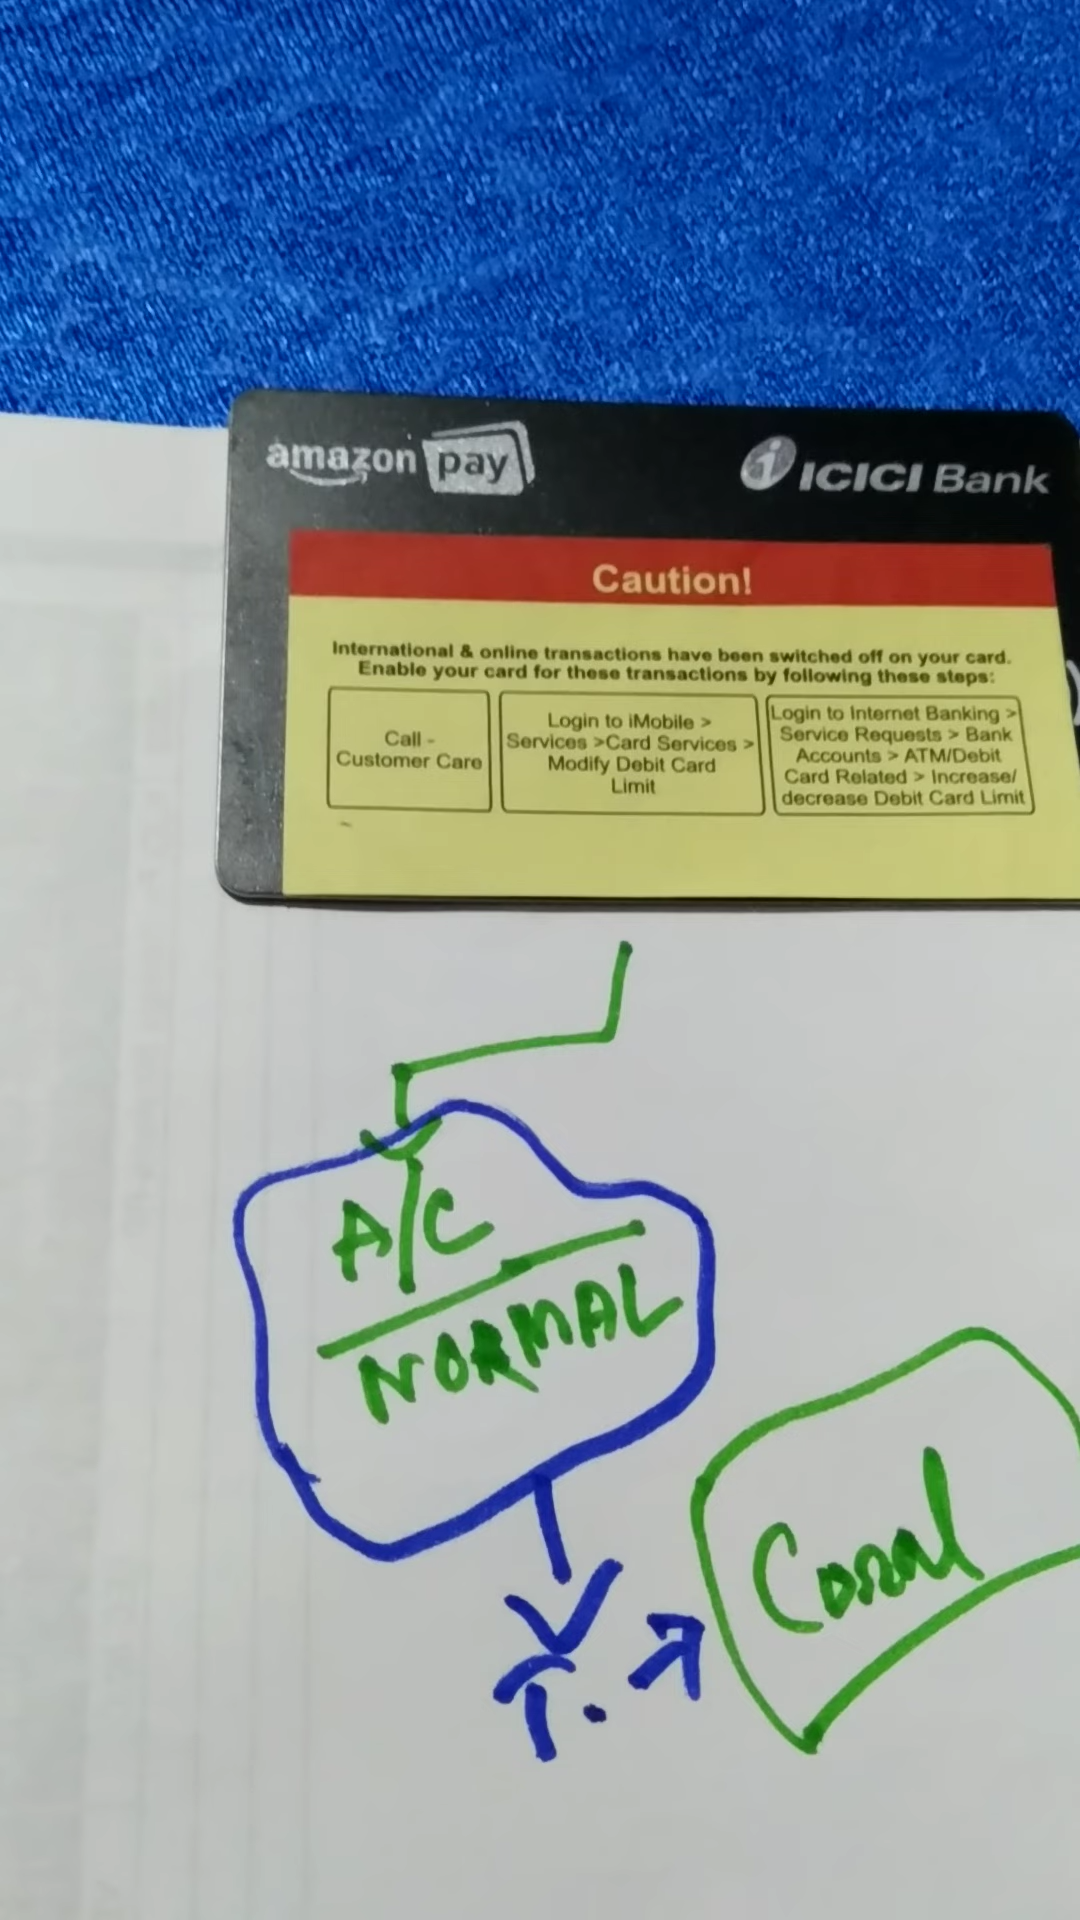 amazon pay
ICICI Bank
Caution!
International & online transactions have been switched off on your card.
Enable your card for these transactions by following these steps:
Call -
Customer Care
Login to iMobile >
Services >Card Services >
Modify Debit Card
Limit
Login to Internet Banking >
Service Requests > Bank
Accounts > ATM/Debit
Card Related > Increase/
decrease Debit Card Limit
A/C
NORMAL
Coral